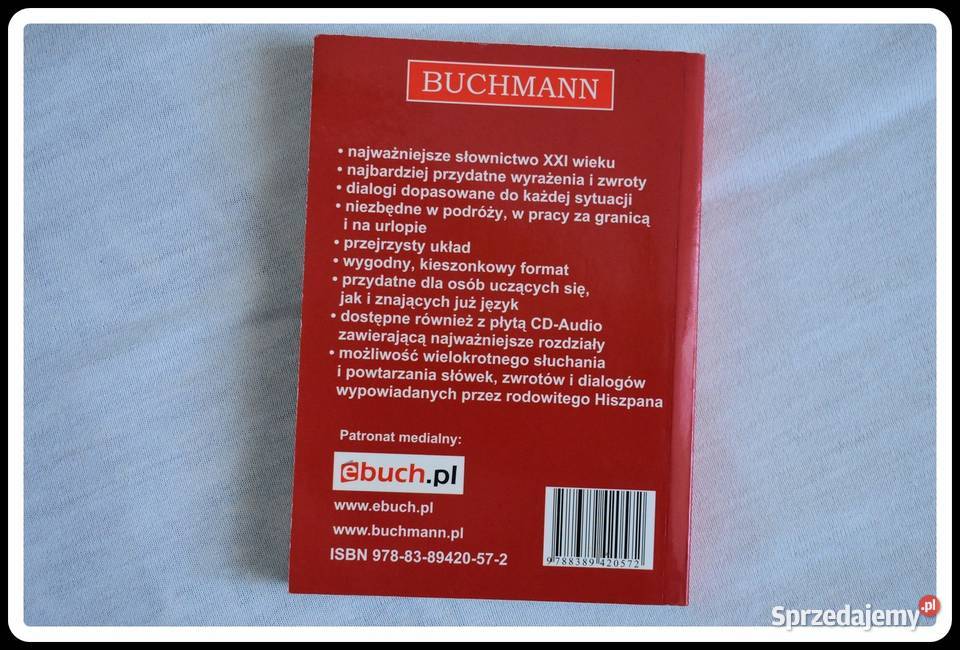 BUCHMANN
• najważniejsze słownictwo XXI wieku
• najbardziej przydatne wyrażenia i zwroty
• dialogi dopasowane do każdej sytuacji
• niezbędne w podróży, w pracy za granicą
i na urlopie
• przejrzysty układ
• wygodny, kieszonkowy format
• przydatne dla osób uczących się,
jak i znających już język
• dostępne również z płytą CD-Audio
zawierającą najważniejsze rozdziały
• możliwość wielokrotnego słuchania
i powtarzania słówek, zwrotów i dialogów
wypowiadanych przez rodowitego Hiszpana
Patronat medialny:
ebuch.pl
www.ebuch.pl
www.buchmann.pl
ISBN 978-83-89420-57-2
9788389420572
Sprzedajemy.pl